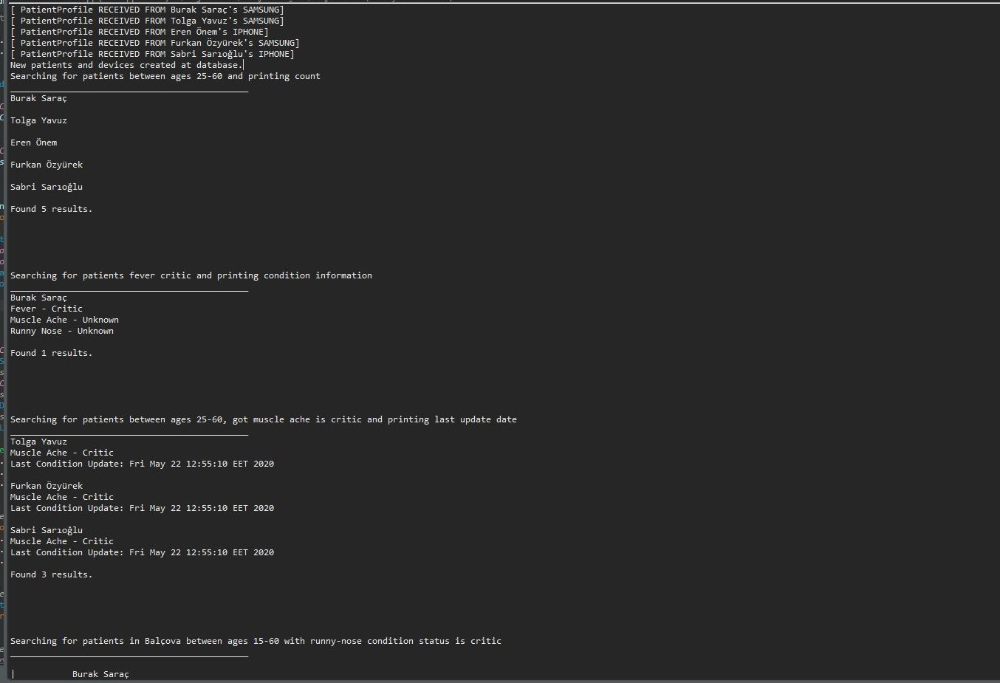 [ PatientProfile RECEIVED FROM Burak Saraç's SAMSUNG]
[ PatientProfile RECEIVED FROM Tolga Yavuz's SAMSUNG]
[ PatientProfile RECEIVED FROM Eren Önem's IPHONE]
[ PatientProfile RECEIVED FROM Furkan Özyürek's SAMSUNG]
[ PatientProfile RECEIVED FROM Sabri Sarıoğlu's IPHONE]
New patients and devices created at database.
Searching for patients between ages 25-60 and printing count
______________________________________________
Burak Saraç
Tolga Yavuz
Eren Önem
Furkan Özyürek
Sabri Sarıoğlu
Found 5 results.
Searching for patients fever critic and printing condition information
______________________________________________
Burak Saraç
Fever - Critic
Muscle Ache - Unknown
Runny Nose - Unknown
Found 1 results.
Searching for patients between ages 25-60, got muscle ache is critic and printing last update date
______________________________________________
Tolga Yavuz
Muscle Ache - Critic
Last Condition Update: Fri May 22 12:55:10 EET 2020
Furkan Özyürek
Muscle Ache - Critic
Last Condition Update: Fri May 22 12:55:10 EET 2020
Sabri Sarıoğlu
Muscle Ache - Critic
Last Condition Update: Fri May 22 12:55:10 EET 2020
Found 3 results.
Searching for patients in Balçova between ages 15-60 with runny-nose condition status is critic
______________________________________________
| Burak Saraç